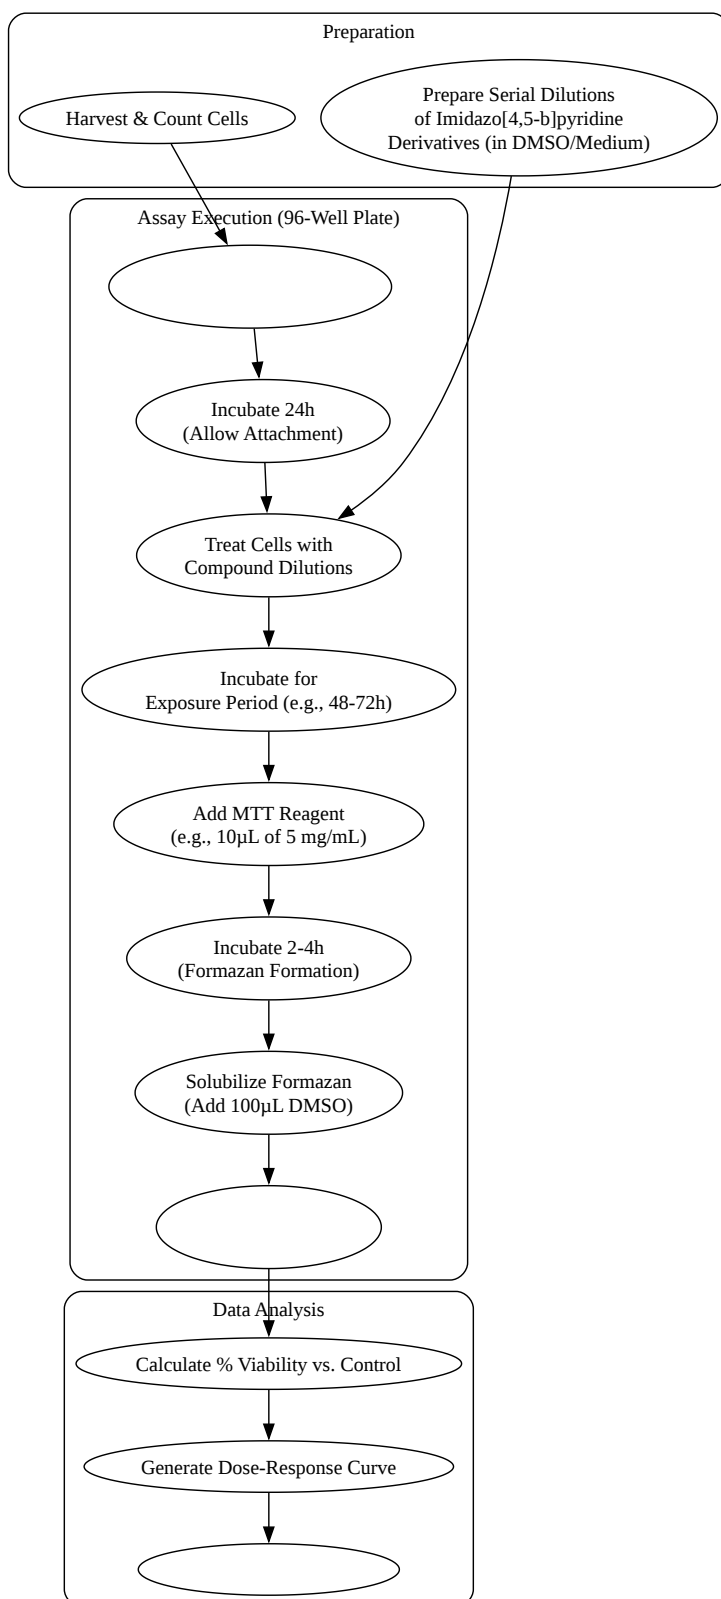 Preparation
Harvest & Count Cells
Prepare Serial Dilutions
of Imidazo[4,5-b]pyridine
Derivatives (in DMSO/Medium)
Assay Execution (96-Well Plate)
Incubate 24h
(Allow Attachment)
Treat Cells with
Compound Dilutions
Incubate for
Exposure Period (e.g., 48-72h)
Add MTT Reagent
(e.g., 10µL of 5 mg/mL)
Incubate 2-4h
(Formazan Formation)
Solubilize Formazan
(Add 100µL DMSO)
Data Analysis
Calculate % Viability vs. Control
Generate Dose-Response Curve